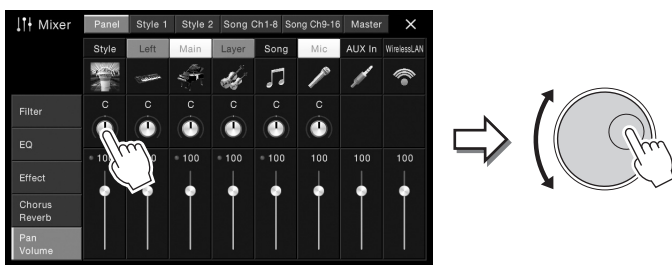 Mixer
Panel Style 1 Style 2 Song Ch1-8 Song Ch9-16 Master
Style Left Main Layer Song Mic AUX In WirelessLAN
C C C C C C
Filter
EQ
100 100 100 100 100 100 100
Effect
Chorus
Reverb
Pan
Volume